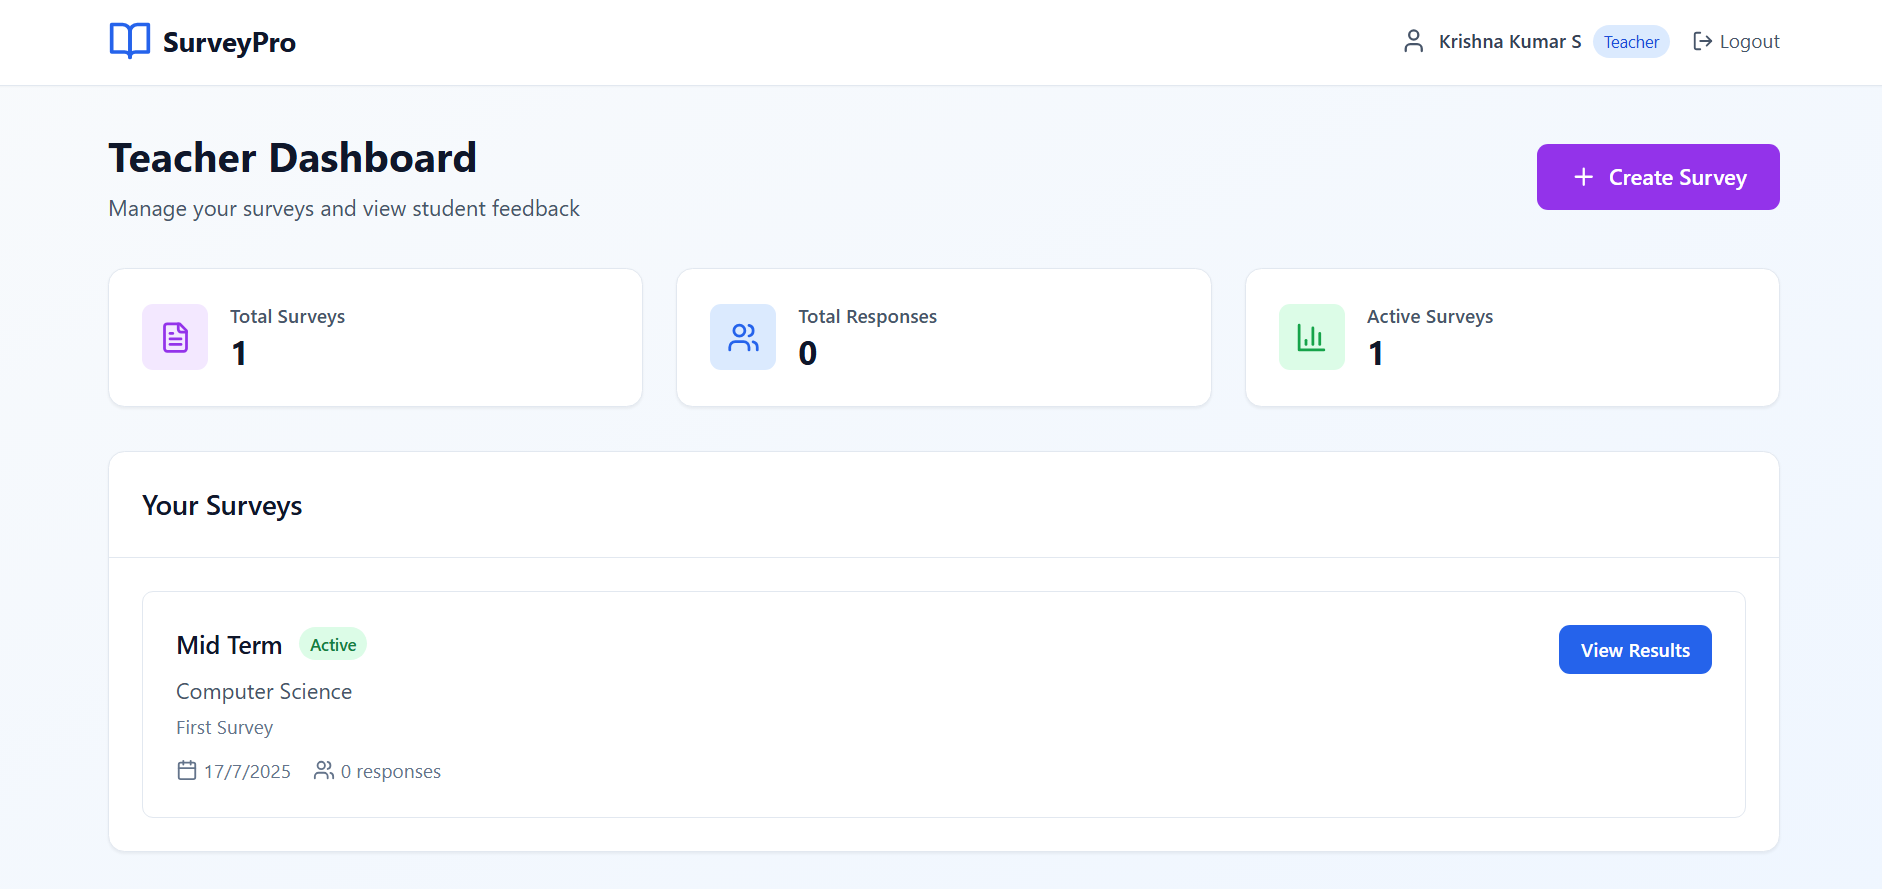 SurveyPro
Krishna Kumar S Teacher Logout
Teacher Dashboard
Manage your surveys and view student feedback
Create Survey
Total Surveys
1
Total Responses
0
Active Surveys
1
Your Surveys
Mid Term Active
View Results
Computer Science
First Survey
17/7/2025 0 responses